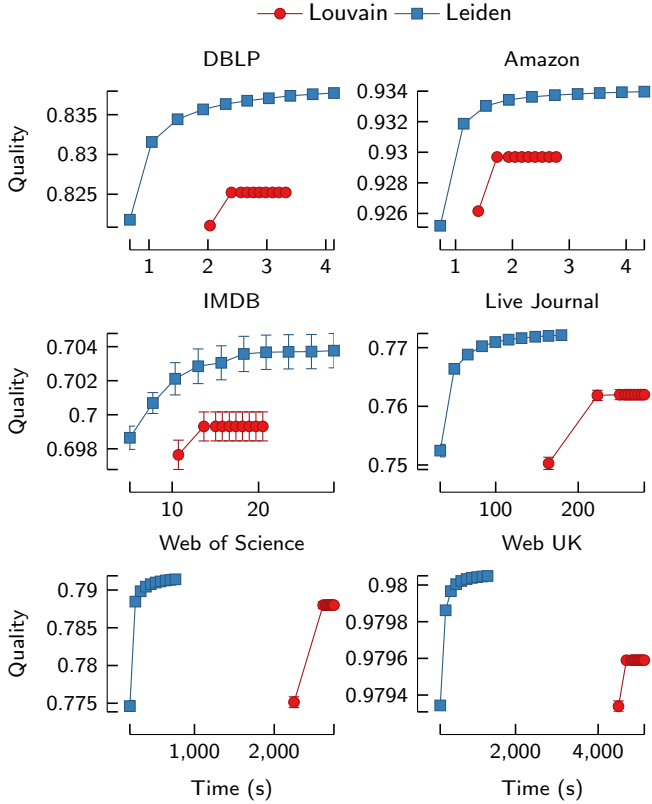 Louvain Leiden
DBLP
Amazon
Quality
0.835
0.83
0.825
1 2 3 4
0.934
0.932
0.93
0.928
0.926
1 2 3 4
IMDB
Live Journal
Quality
0.704
0.702
0.7
0.698
10 20
0.77
0.76
0.75
100 200
Web of Science
Web UK
Quality
0.79
0.785
0.78
0.775
1,000 2,000
Time (s)
0.98
0.9798
0.9796
0.9794
2,000 4,000
Time (s)